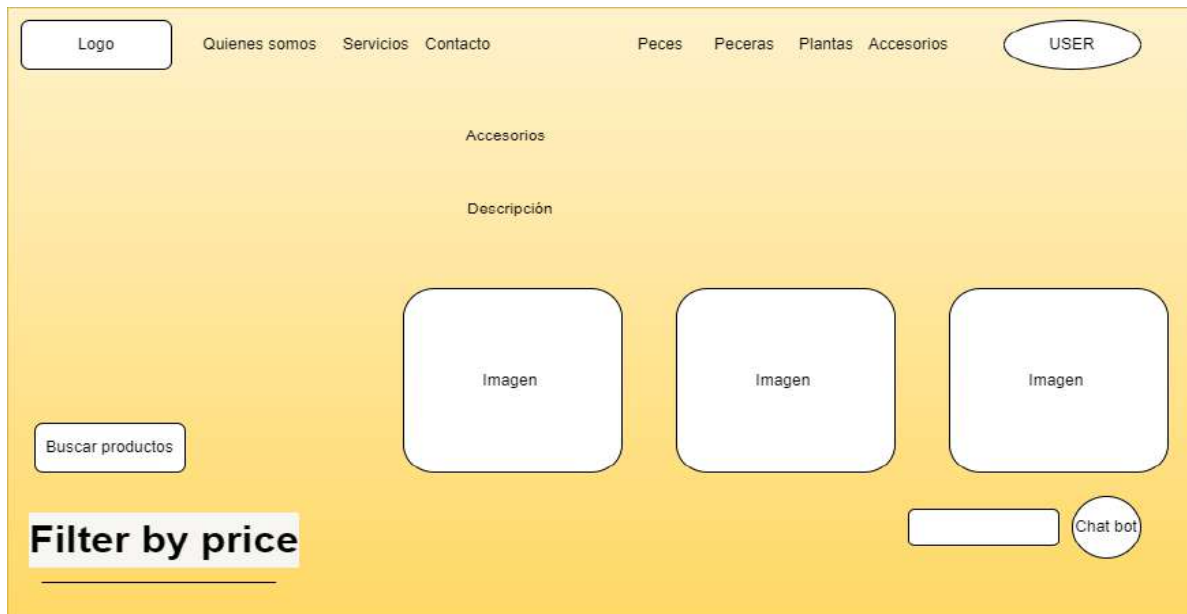 Logo Quienes somos Servicios Contacto Peces Peceras Plantas Accesorios USER
Accesorios
Descripción
Imagen Imagen Imagen
Buscar productos
Filter by price
Chat bot